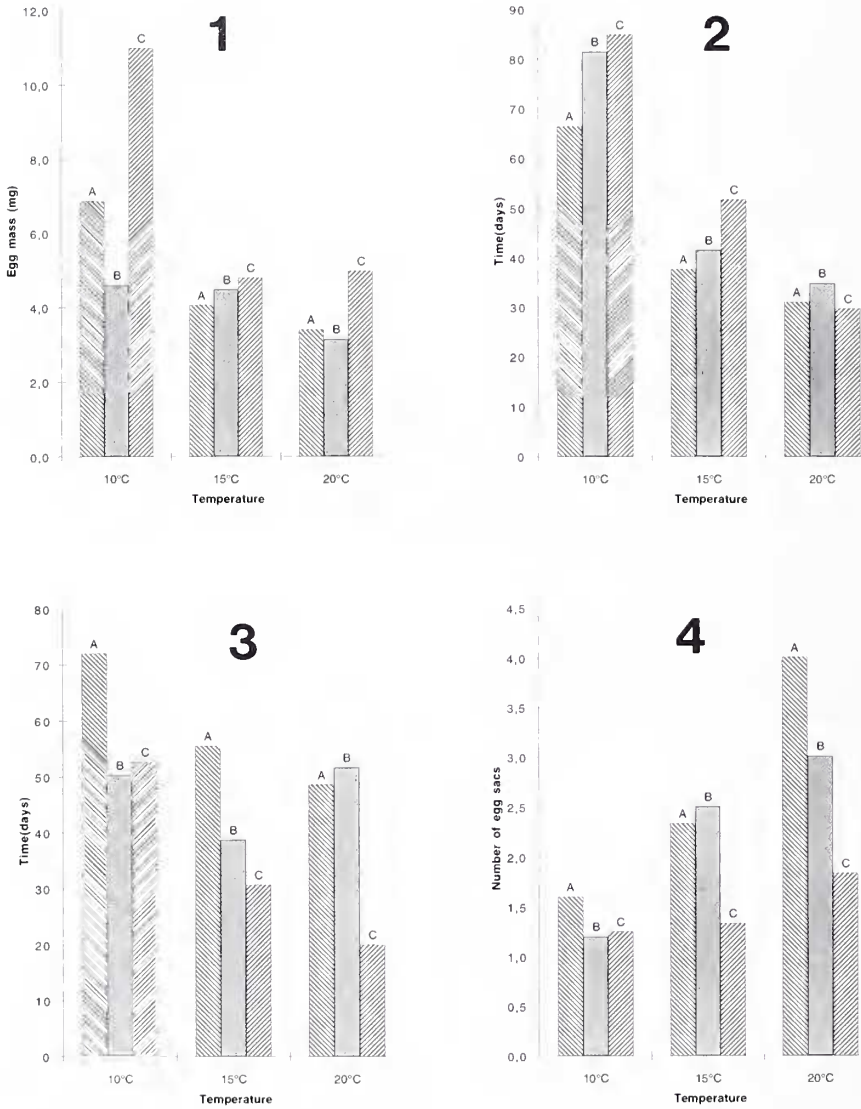 1
12,0
10,0
8,0
6,0
4,0
2,0
0,0
Egg mass (mg)
A
B
C
A
B
C
A
B
C
10°C
15°C
20°C
Temperature
2
90
80
70
60
50
40
30
20
10
0
Time(days)
A
B
C
A
B
C
A
B
C
10°C
15°C
20°C
Temperature
3
80
70
60
50
40
30
20
10
0
Time(days)
A
B
C
A
B
C
A
B
C
10°C
15°C
20°C
Temperature
4
4,5
4,0
3,5
3,0
2,5
2,0
1,5
1,0
0,5
0,0
Number of egg sacs
A
B
C
A
B
C
A
B
C
10°C
15°C
20°C
Temperature